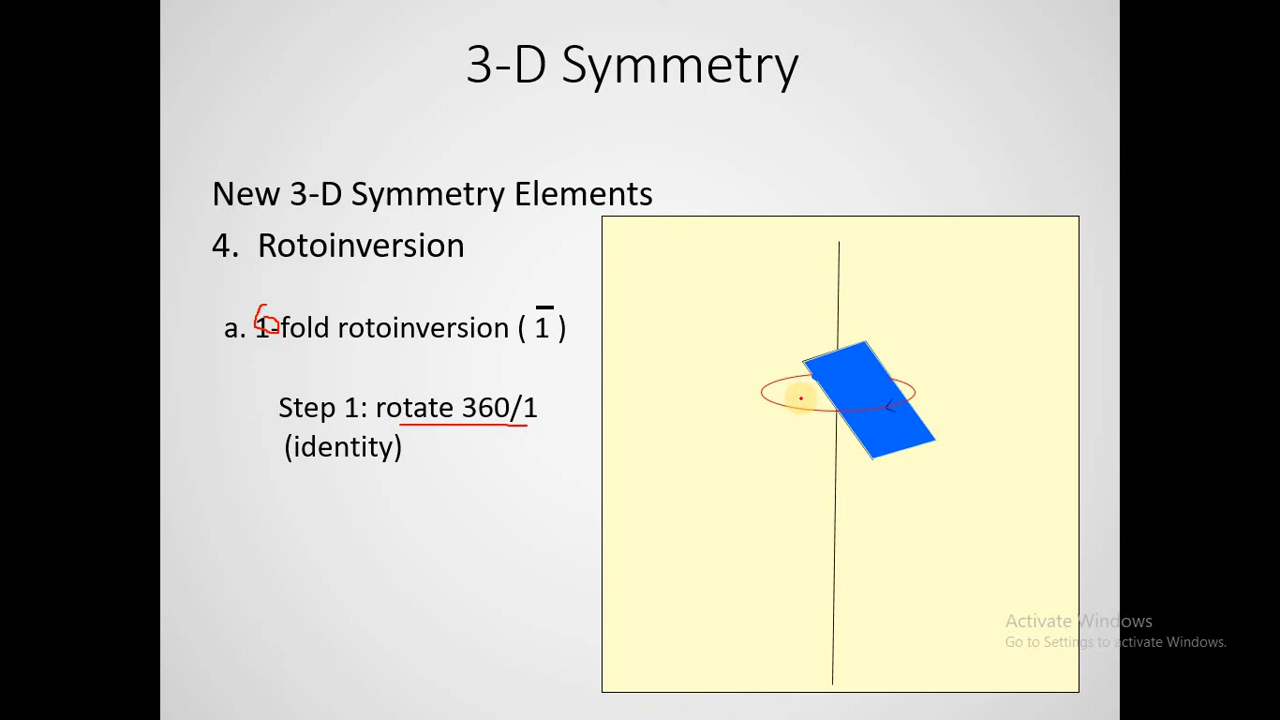 3-D Symmetry
New 3-D Symmetry Elements
4. Rotoinversion
a. 1-fold rotoinversion ( 1̅ )
Step 1: rotate 360/1
(identity)
Activate Windows
Go to Settings to activate Windows.